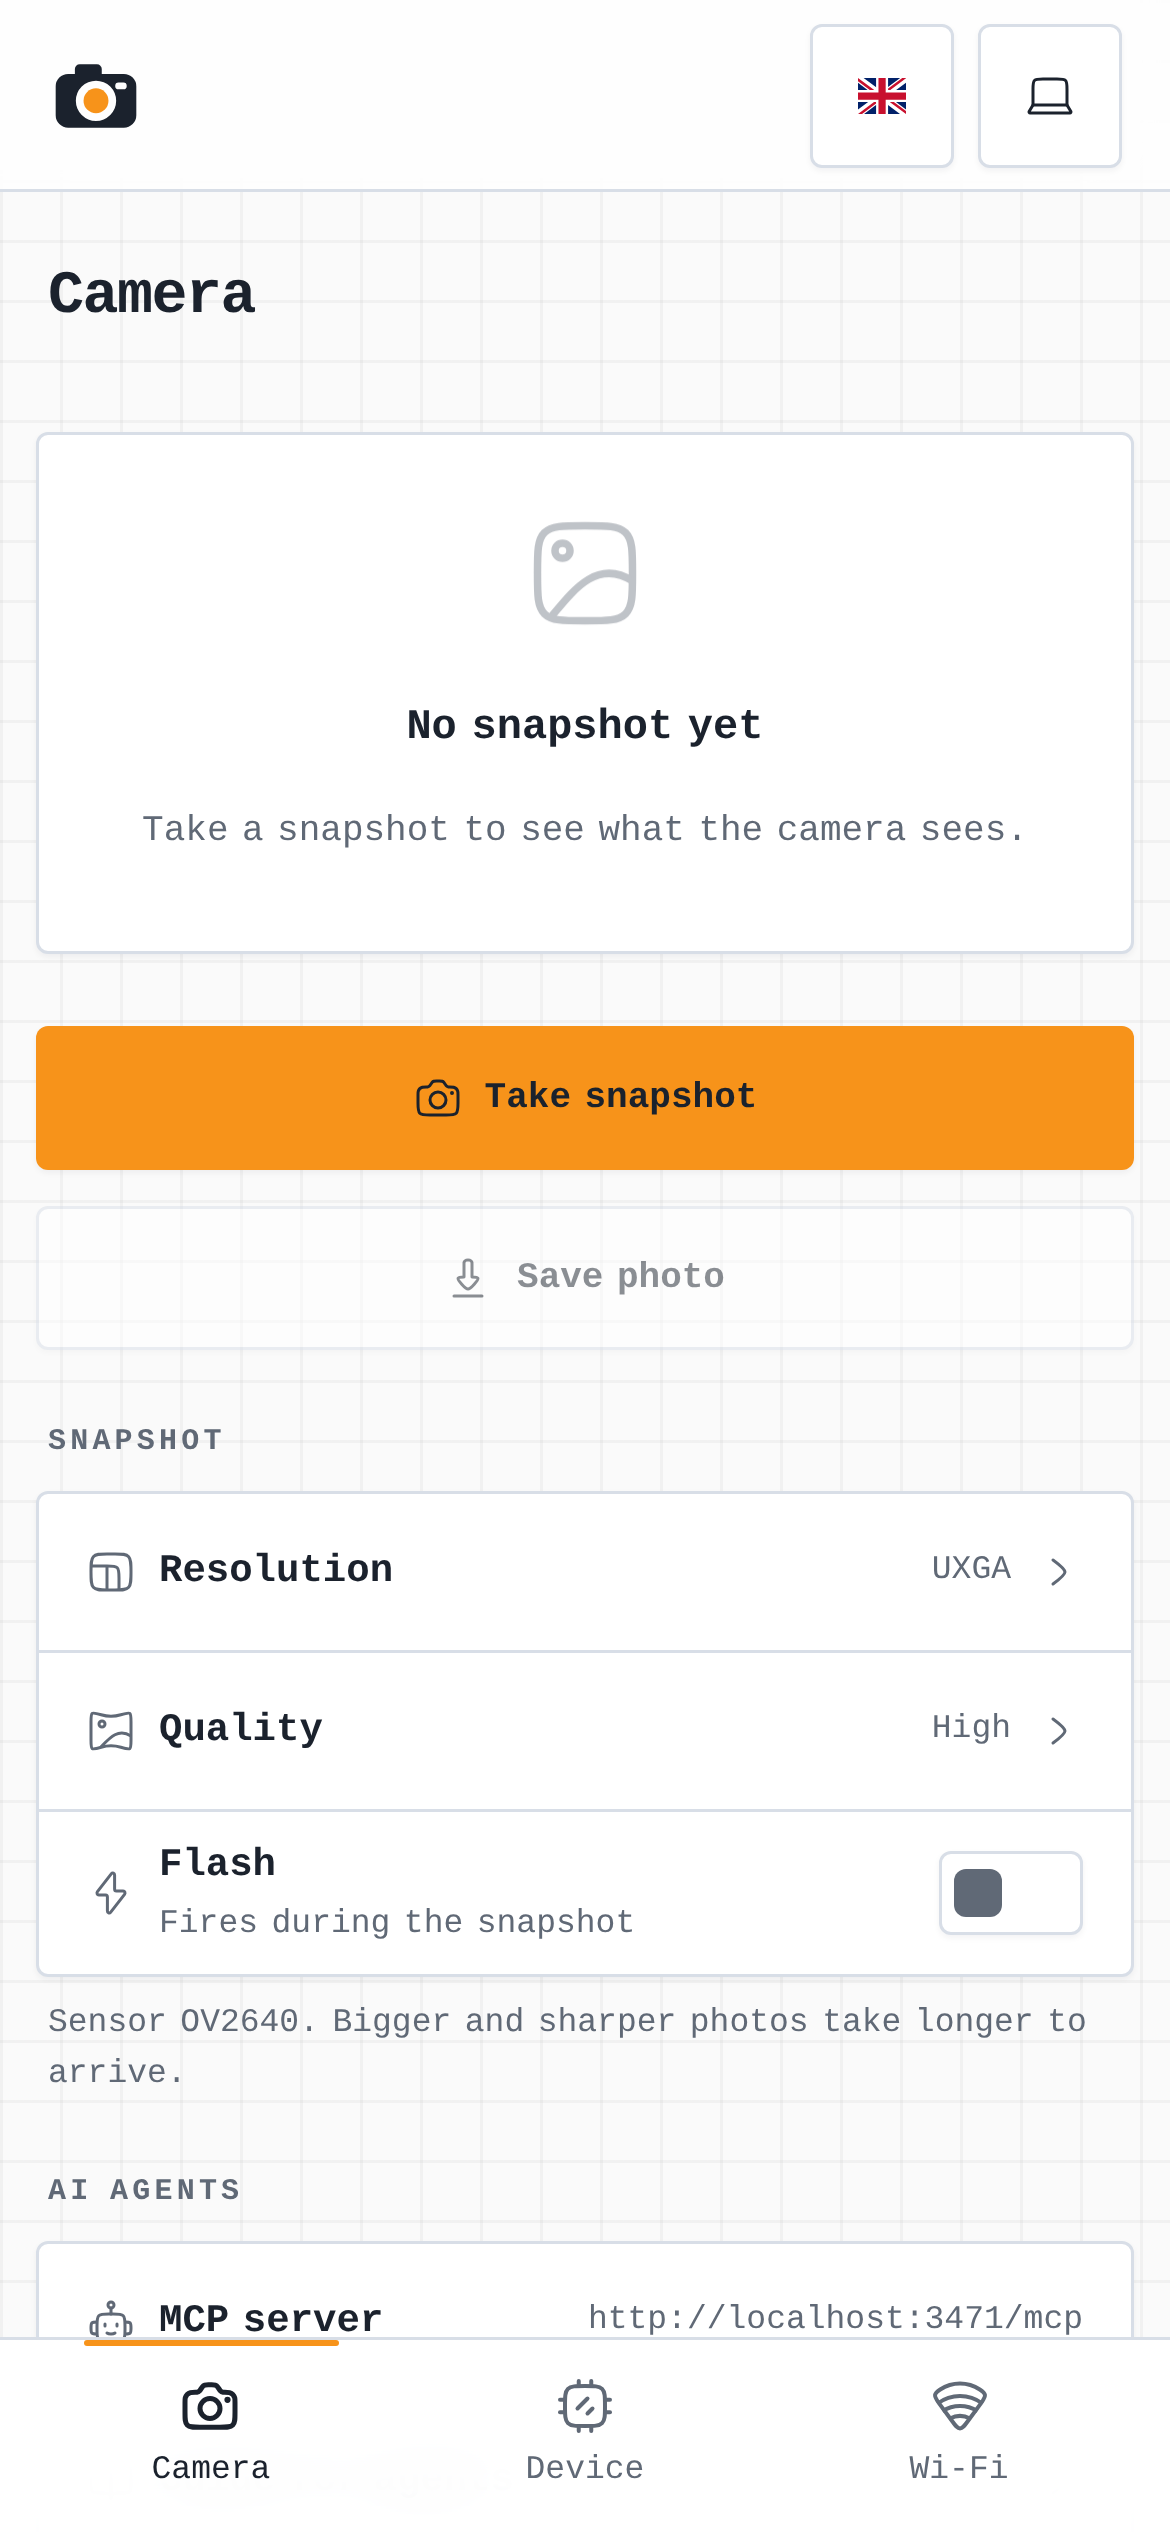 Camera
No snapshot yet
Take a snapshot to see what the camera sees.
Take snapshot
Save photo
SNAPSHOT
Resolution UXGA
Quality High
Flash
Fires during the snapshot
Sensor OV2640. Bigger and sharper photos take longer to
arrive.
AI AGENTS
MCP server http://localhost:3471/mcp
Camera Device Wi-Fi